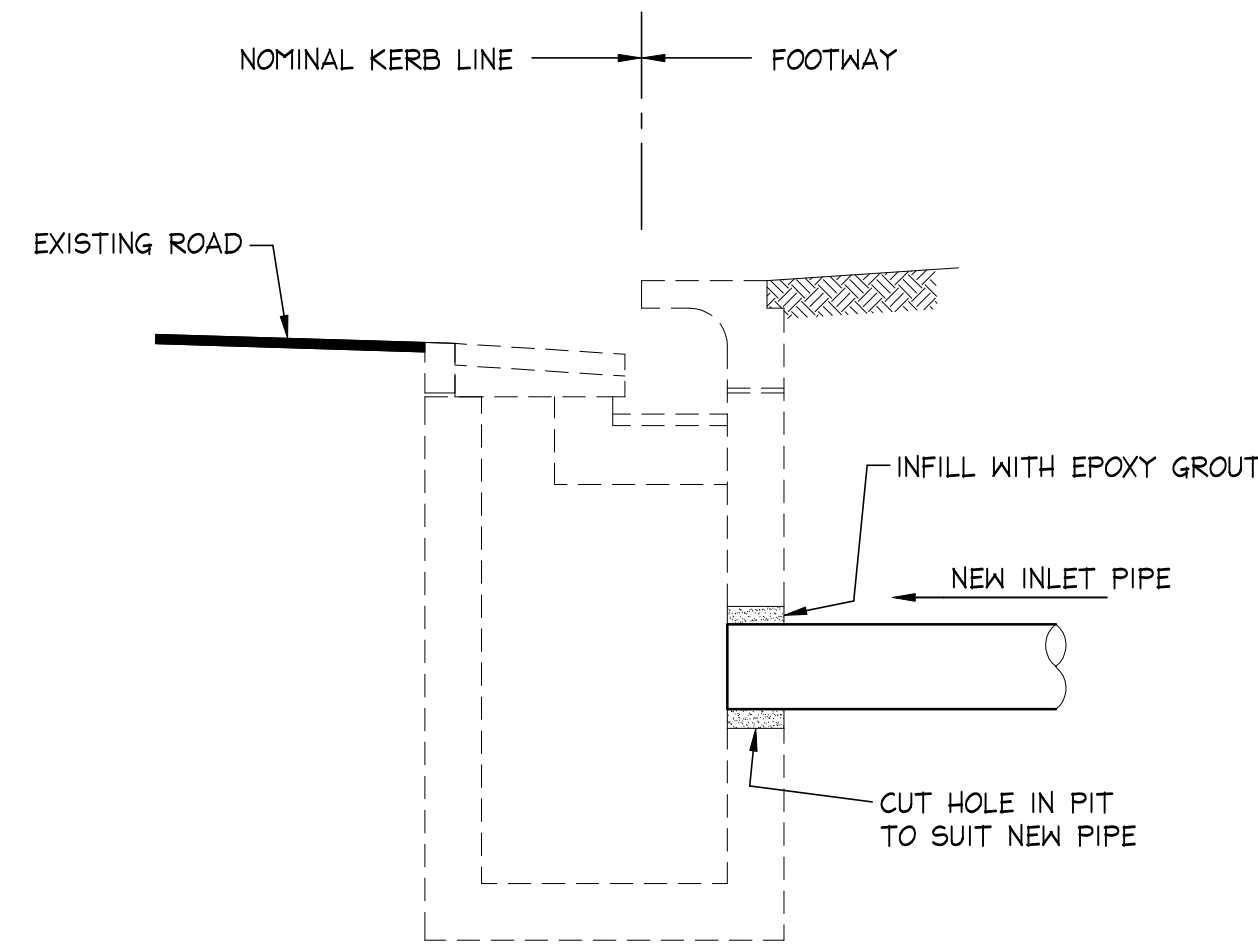 NOMINAL KERB LINE
FOOTWAY
EXISTING ROAD
INFILL WITH EPOXY GROUT
NEW INLET PIPE
CUT HOLE IN PIT
TO SUIT NEW PIPE